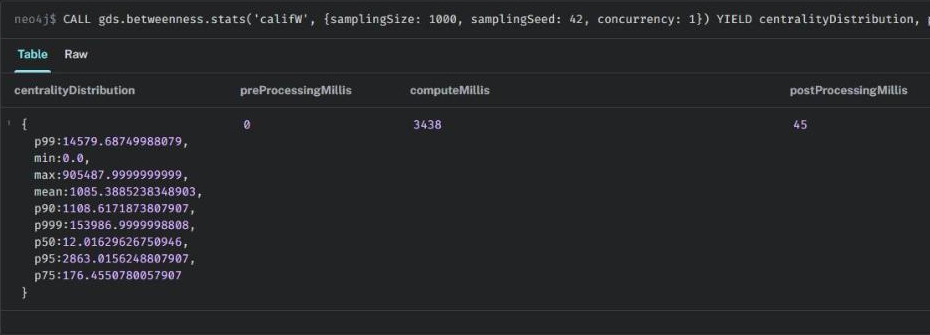 neo4j$ CALL gds.betweenness.stats('califW', {samplingSize: 1000, samplingSeed: 42, concurrency: 1}) YIELD centralityDistribution,
Table Raw
centralityDistribution preProcessingMillis computeMillis postProcessingMillis
{ 0 3438 45
p99:14579.68749988079,
min:0.0,
max:905487.9999999999,
mean:1085.3885238348903,
p90:1108.6171873807907,
p999:153986.9999998808,
p50:12.01629626750946,
p95:2863.0156248807907,
p75:176.4550780057907
}